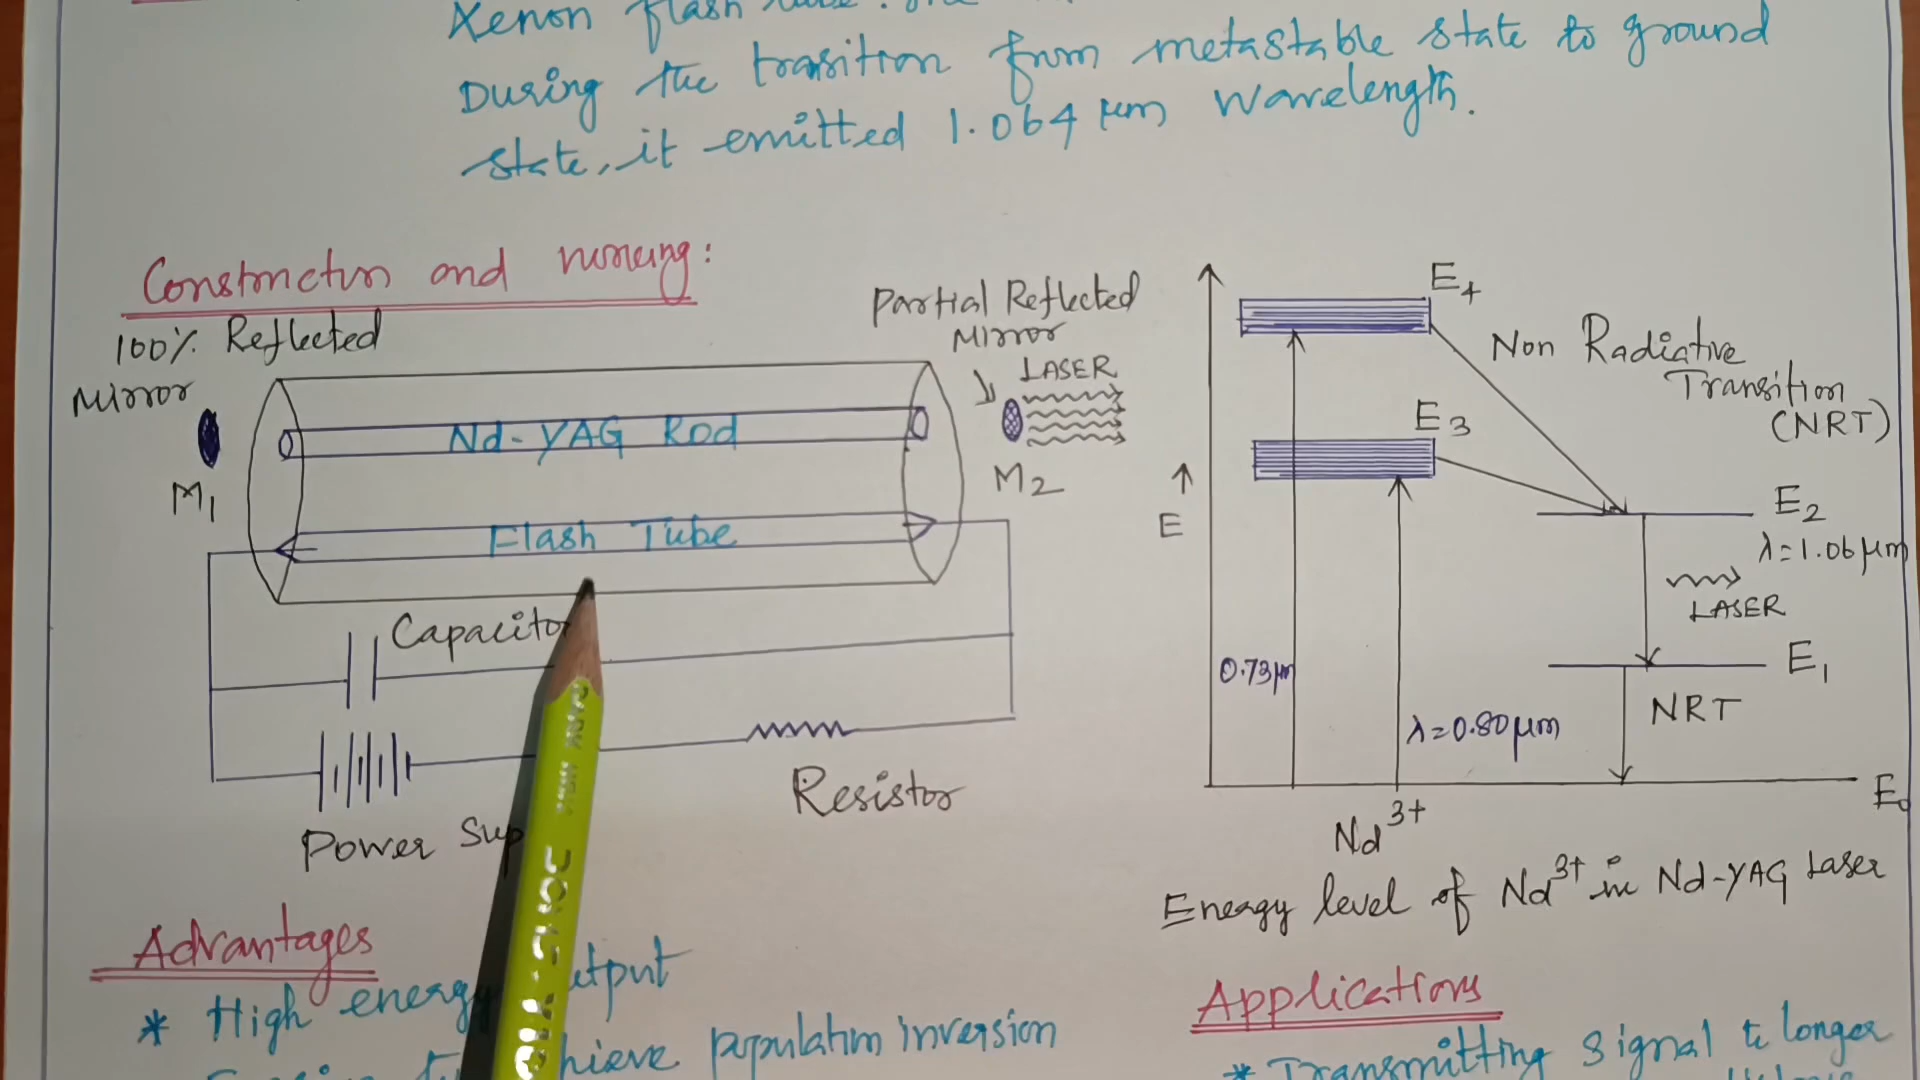 Xenon flash
During the transition from metastable state to ground
state, it emitted 1.064 μm wavelength.
Construction and working:
100% Reflected
Mirror
M1
Partial Reflected
Mirror
LASER
M2
Nd-YAG Rod
Flash Tube
Capacitor
Power Sup
Resistor
E4
Non Radiative
Transition
(NRT)
E3
E
E2
λ=1.06μm
LASER
E1
NRT
0.73μm
λ=0.80μm
E0
Nd3+
Energy level of Nd3+ in Nd-YAG Laser
Advantages
* High energy
population inversion
Applications
* Transmitting signal to longer